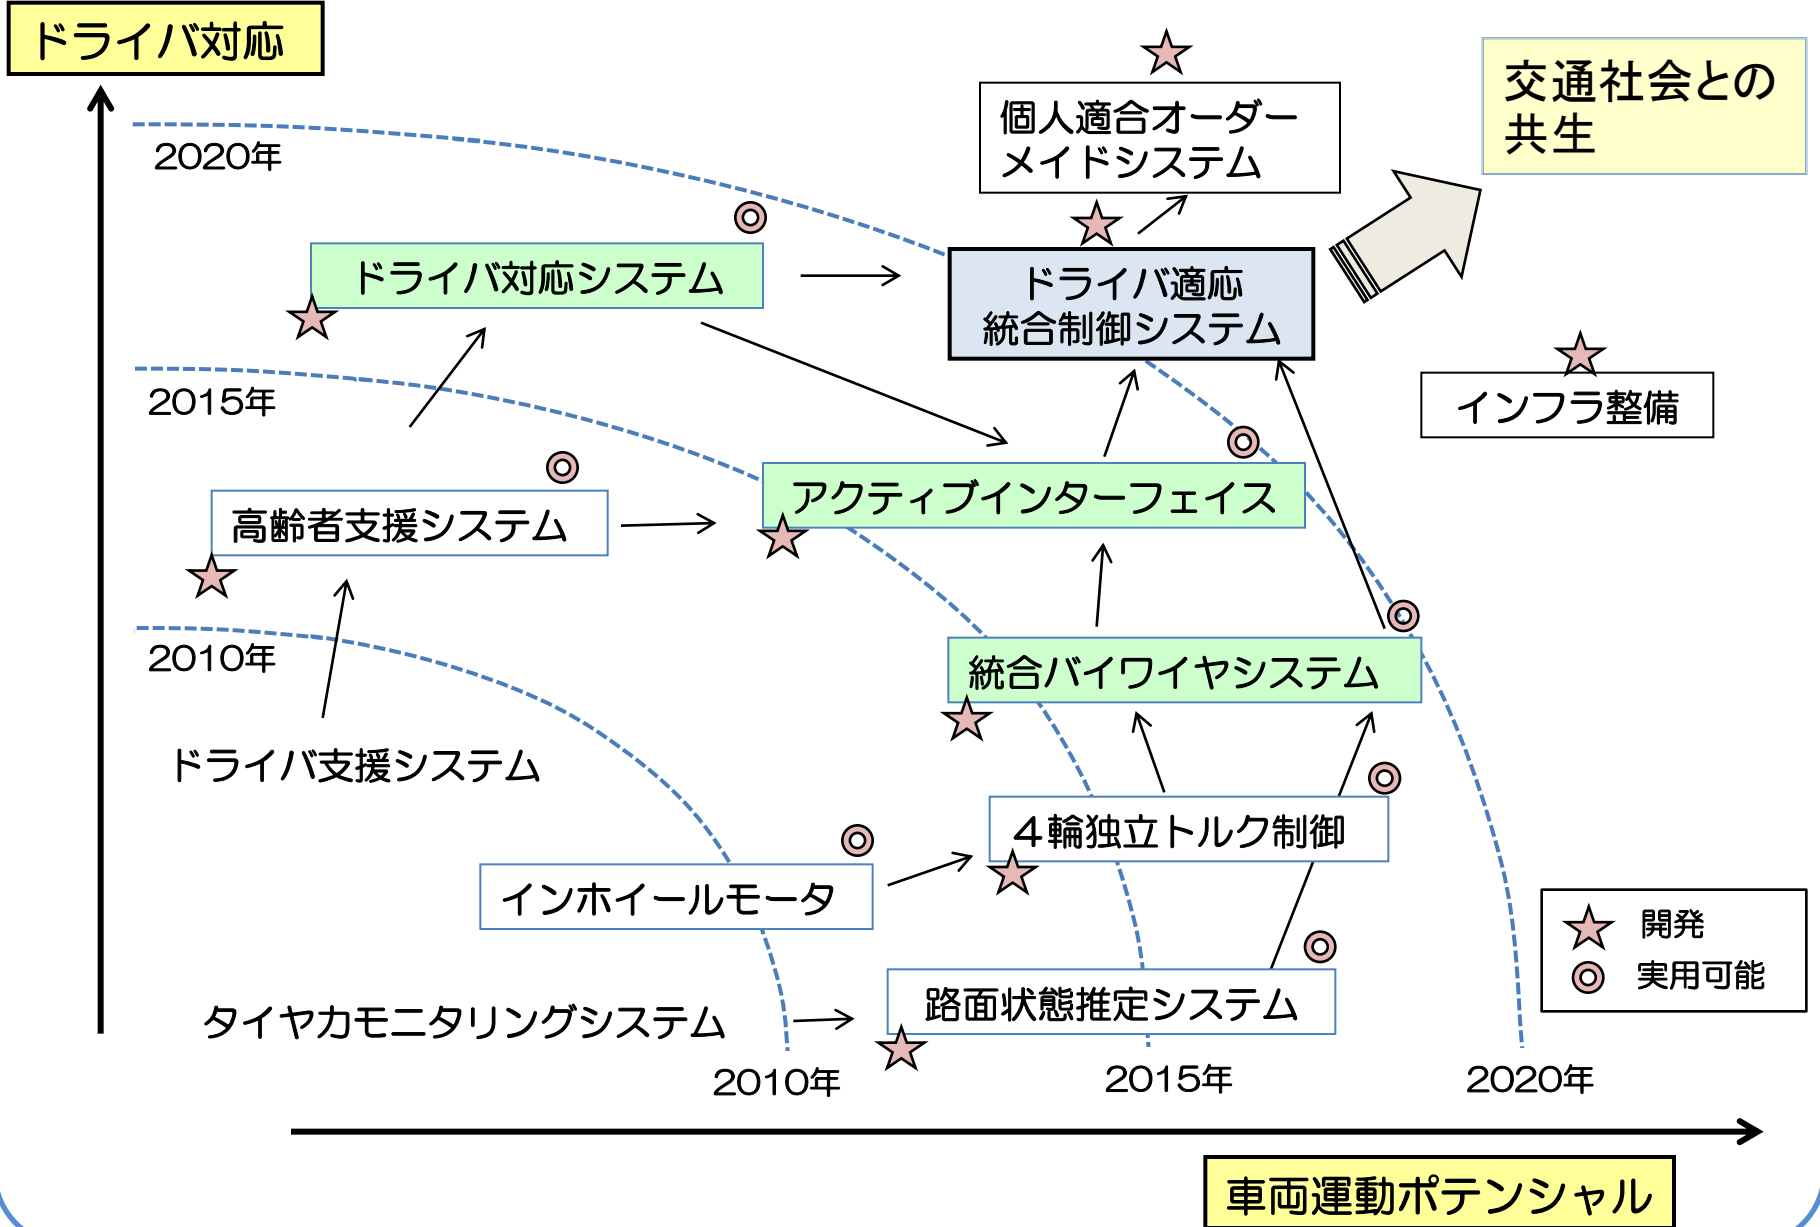 ドライバ対応
交通社会との
共生
個人適合オーダー
メイドシステム
2020年
ドライバ対応システム
ドライバ適応
統合制御システム
2015年
インフラ整備
高齢者支援システム
アクティブインターフェイス
2010年
統合バイワイヤシステム
ドライバ支援システム
4輪独立トルク制御
インホイールモータ
開発
実用可能
路面状態推定システム
タイヤ力モニタリングシステム
2010年
2015年
2020年
車両運動ポテンシャル